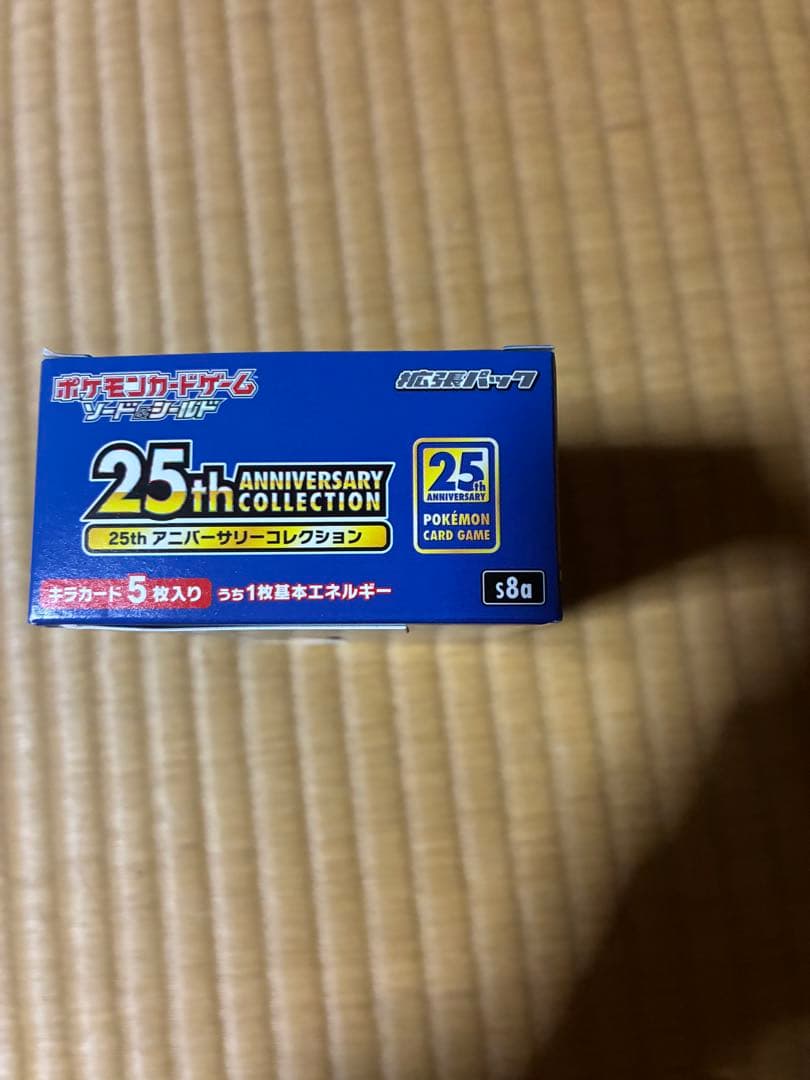 ポケモンカードゲーム
ソード&シールド
拡張パック
25th ANNIVERSARY
COLLECTION
25th アニバーサリーコレクション
25th
ANNIVERSARY
POKÉMON
CARD GAME
キラカード 5 枚入り うち1枚基本エネルギー
s8a